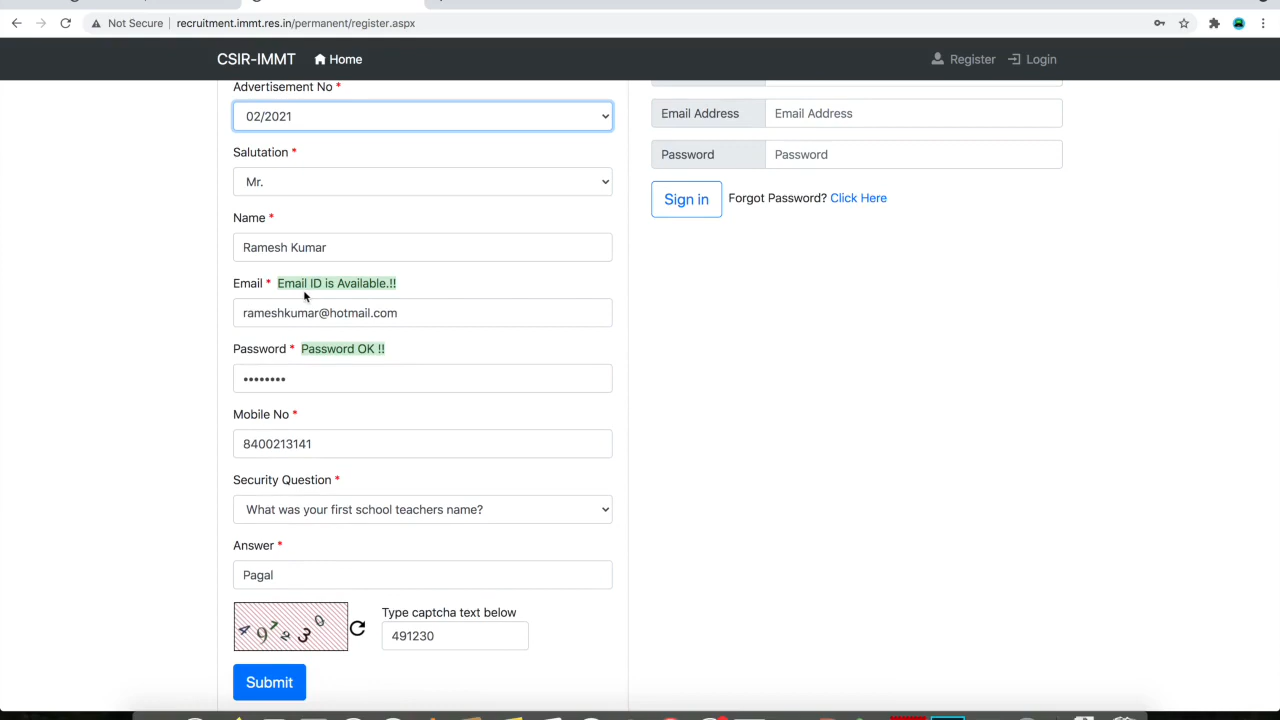 Not Secure | recruitment.immt.res.in/permanent/register.aspx
CSIR-IMMT Home Register Login
Advertisement No *
02/2021
Salutation *
Mr.
Name *
Ramesh Kumar
Email * Email ID is Available.!!
rameshkumar@hotmail.com
Password * Password OK !!
••••••••
Mobile No *
8400213141
Security Question *
What was your first school teachers name?
Answer *
Pagal
491230
Type captcha text below
491230
Submit
Email Address Email Address
Password Password
Sign in Forgot Password? Click Here